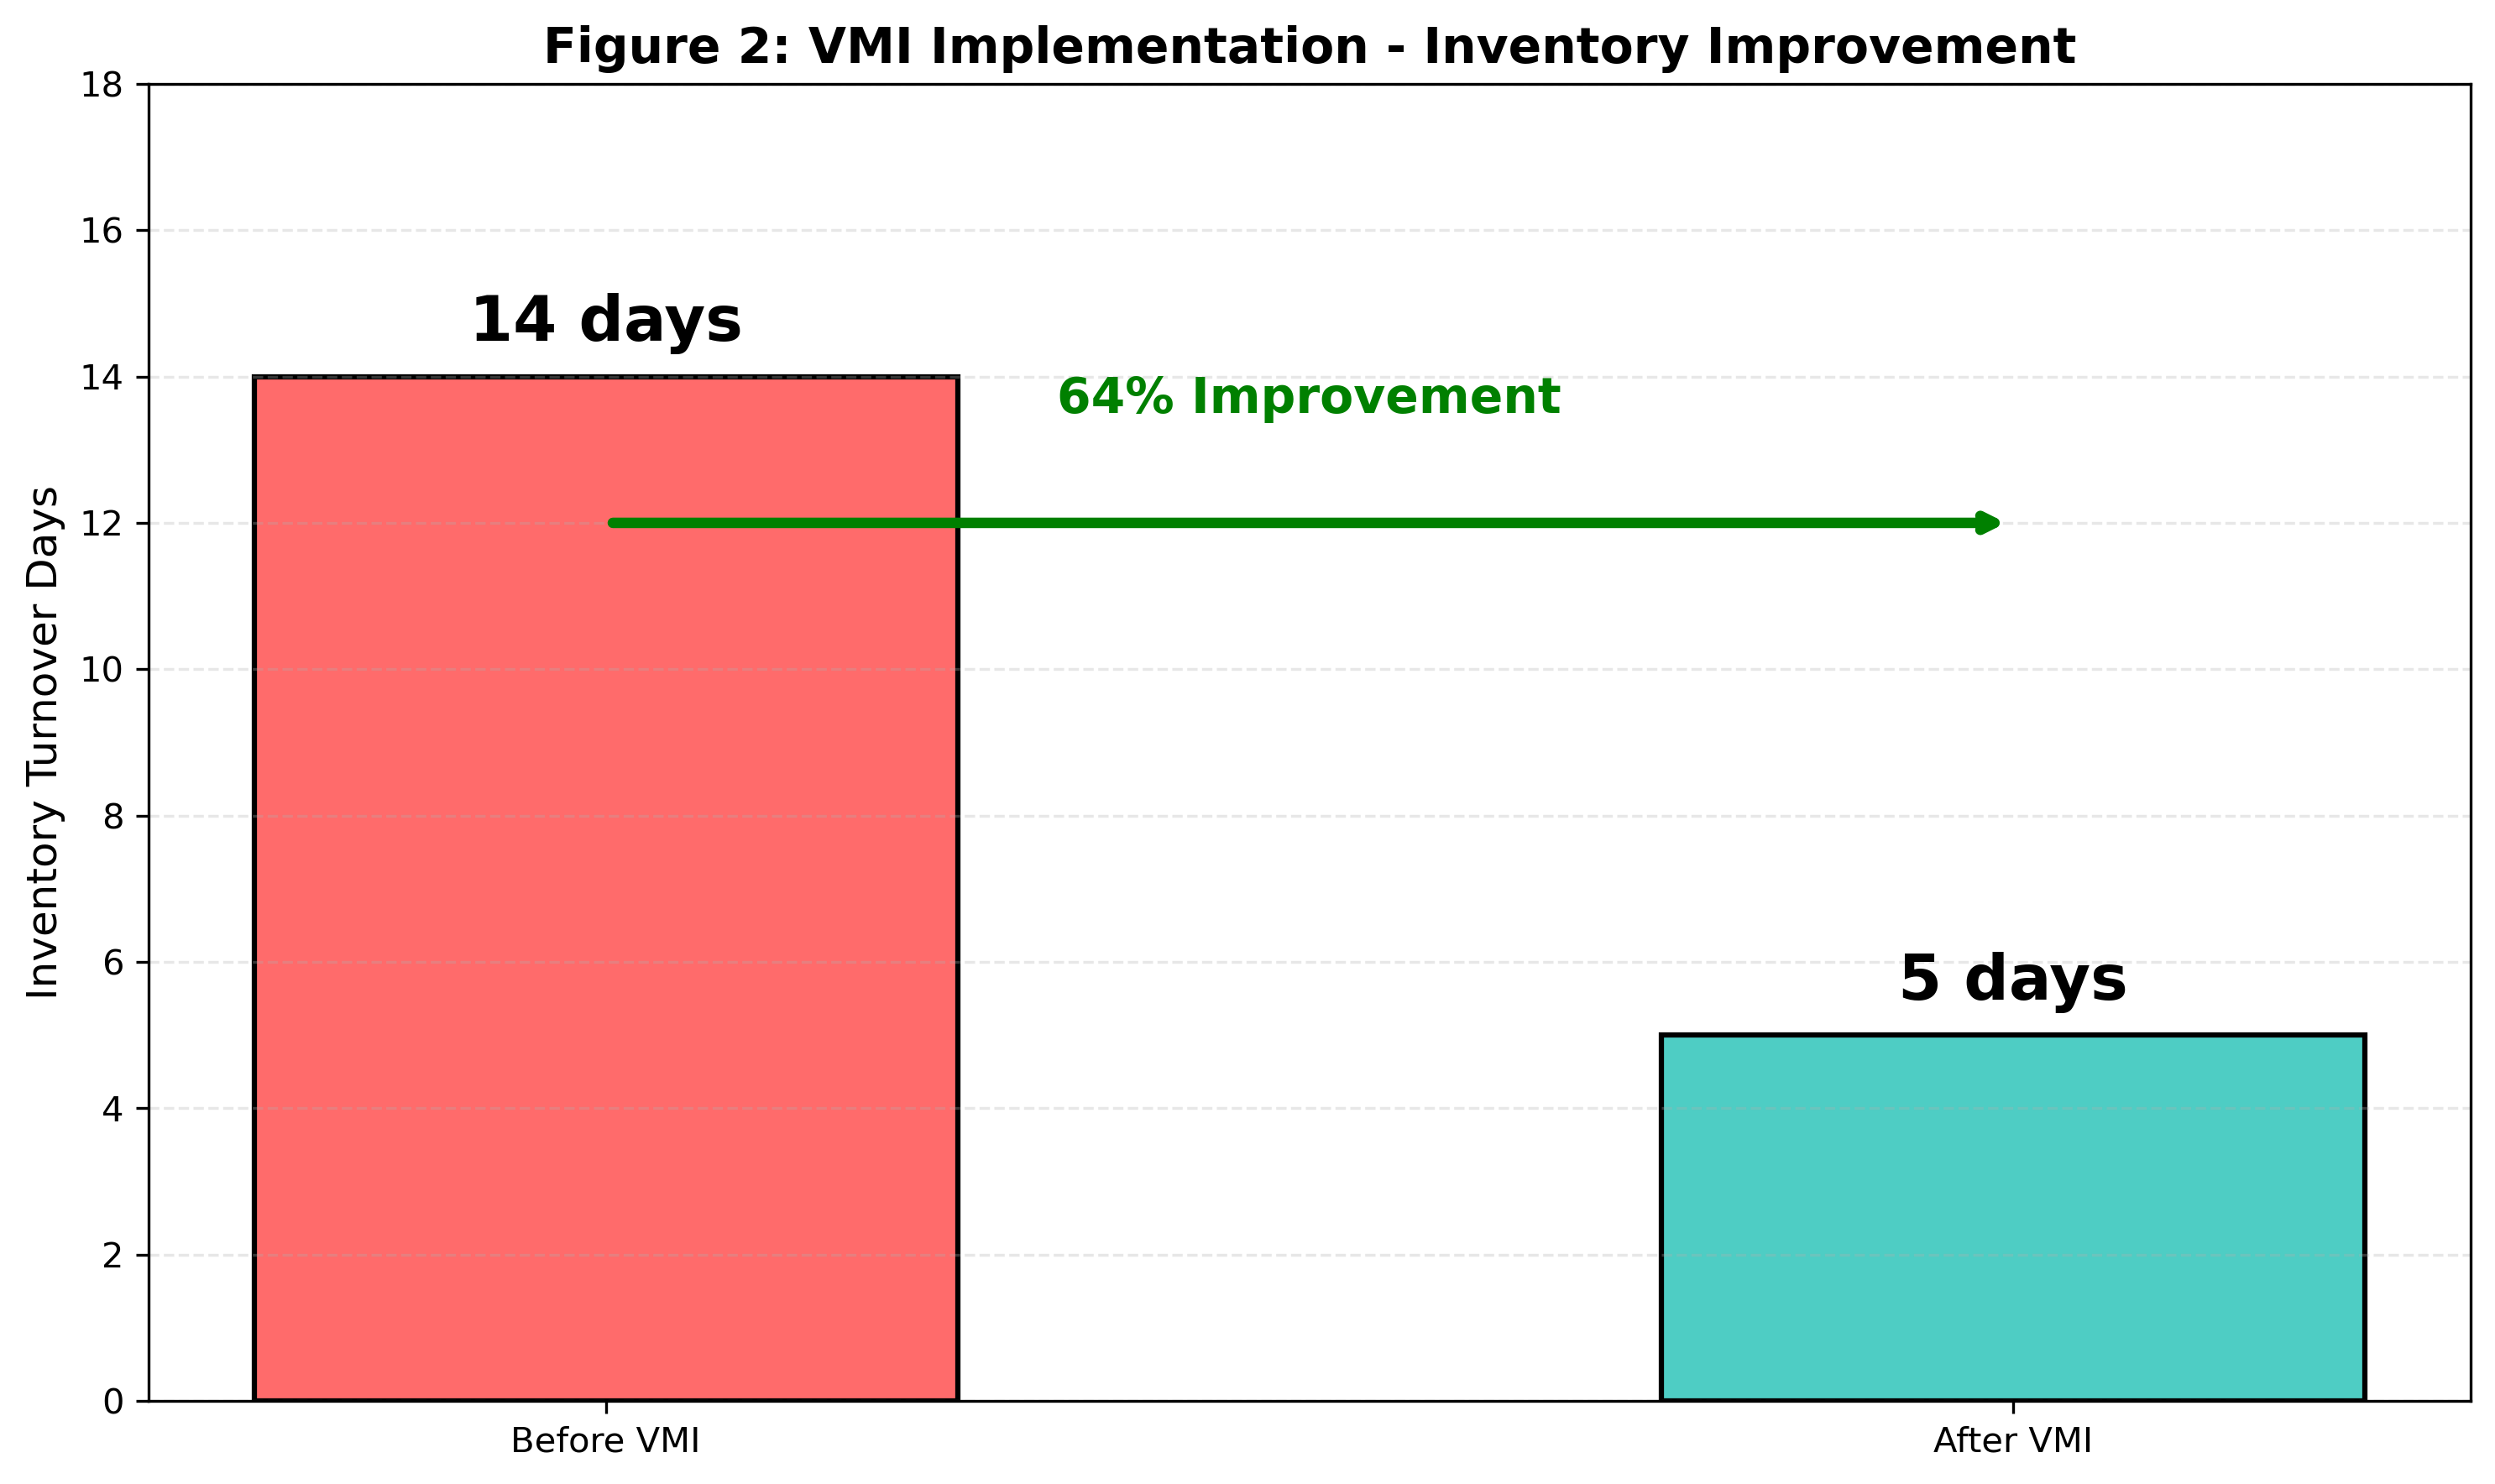 Figure 2: VMI Implementation - Inventory Improvement
Inventory Turnover Days
18
16
14
12
10
8
6
4
2
0
14 days
64% Improvement
5 days
Before VMI
After VMI